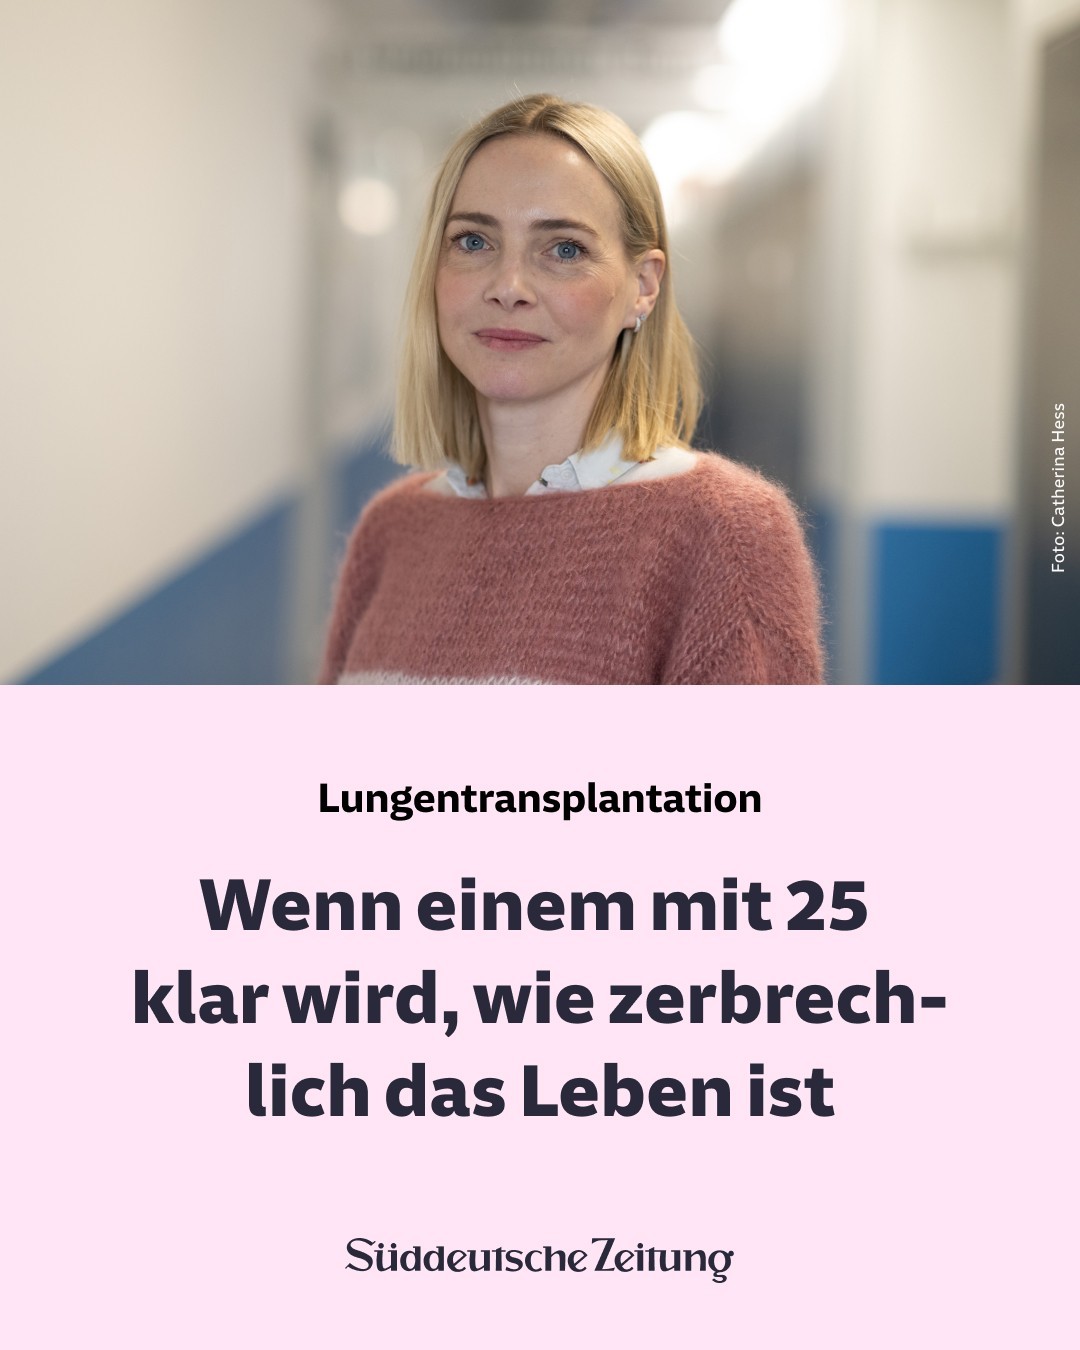 Foto: Catherina Hess
Lungentransplantation
Wenn einem mit 25
klar wird, wie zerbrech-
lich das Leben ist
Süddeutsche Zeitung